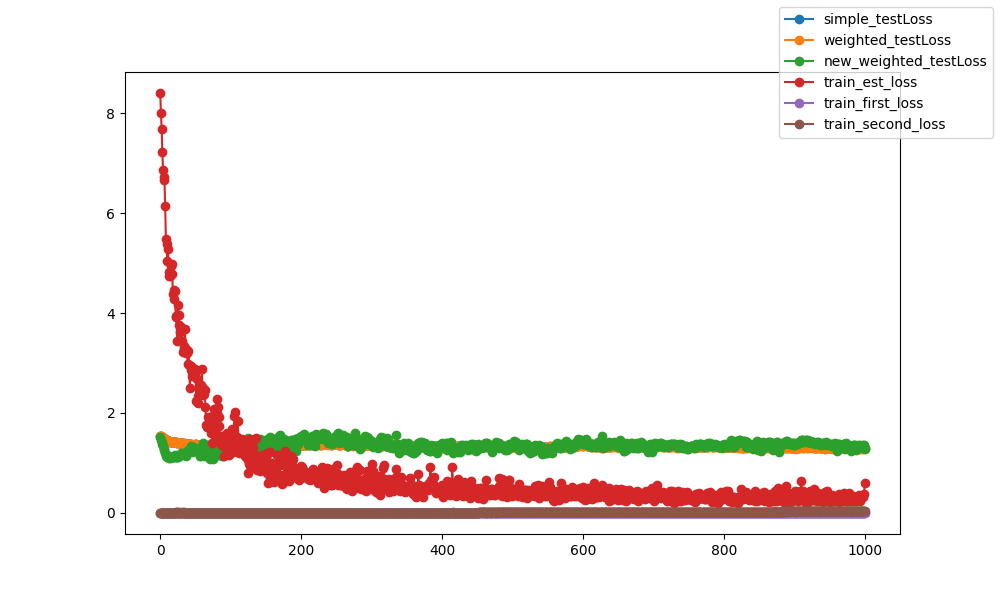 simple_testLoss
weighted_testLoss
new_weighted_testLoss
train_est_loss
train_first_loss
train_second_loss
8
6
4
2
0
0 200 400 600 800 1000